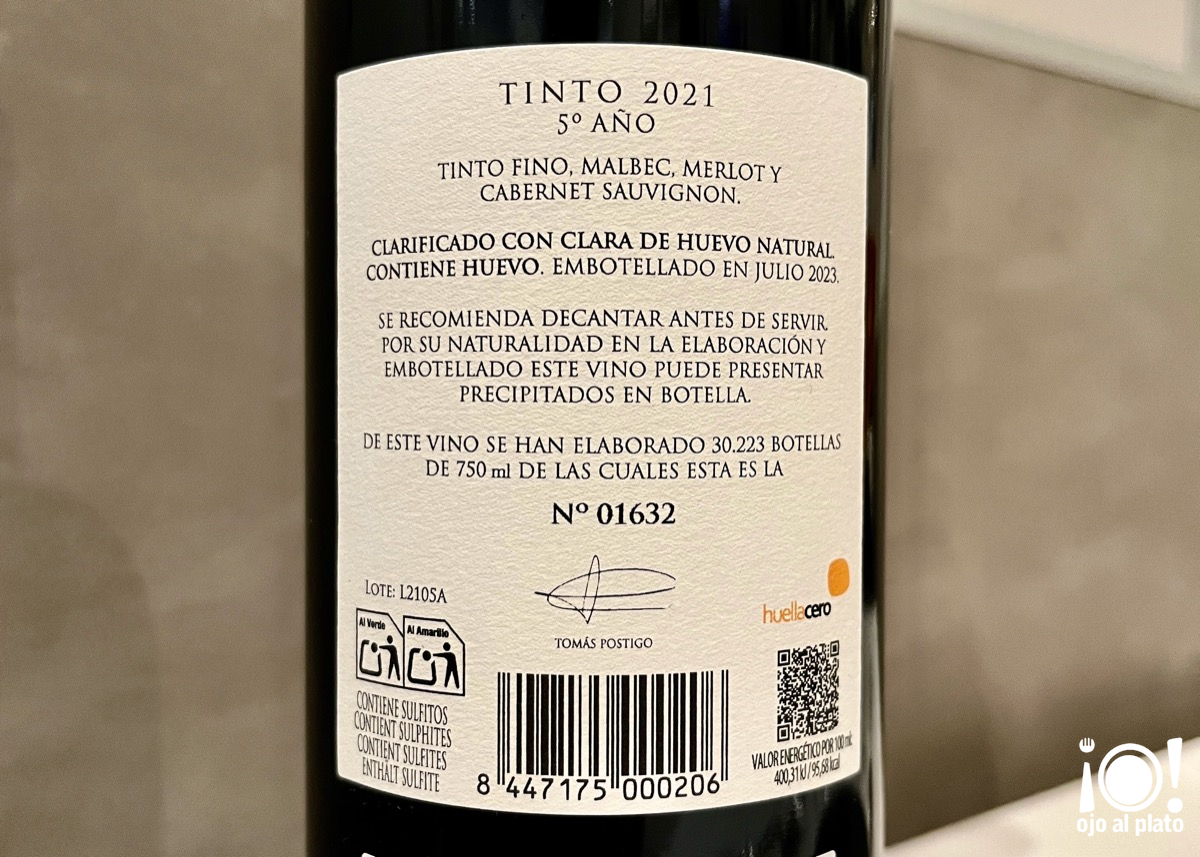 TINTO 2021
5º AÑO
TINTO FINO, MALBEC, MERLOT Y
CABERNET SAUVIGNON.
CLARIFICADO CON CLARA DE HUEVO NATURAL.
CONTIENE HUEVO. EMBOTELLADO EN JULIO 2023.
SE RECOMIENDA DECANTAR ANTES DE SERVIR.
POR SU NATURALIDAD EN LA ELABORACIÓN Y
EMBOTELLADO ESTE VINO PUEDE PRESENTAR
PRECIPITADOS EN BOTELLA.
DE ESTE VINO SE HAN ELABORADO 30.223 BOTELLAS
DE 750 ml DE LAS CUALES ESTA ES LA
Nº 01632
LOTE: L2105A
Al Verde
Al Amarillo
CONTIENE SULFITOS
CONTIENT SULPHITES
CONTIENT SULFITES
ENTHÄLT SULFITE
TOMÁS POSTIGO
8 447175 000206
huellacero
VALOR ENERGÉTICO POR 100 ml:
400,31 kJ / 95,68 kcal
¡O!
ojo al plato